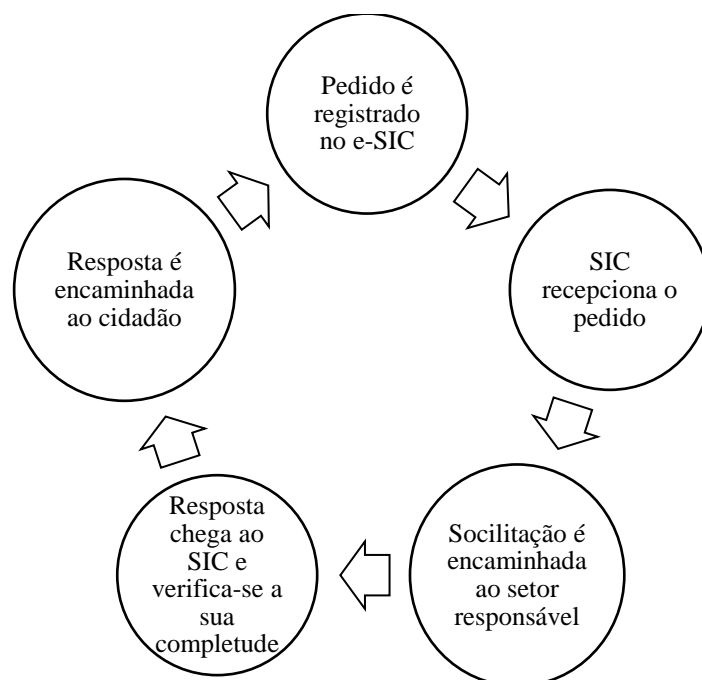 Pedido é
registrado
no e-SIC
SIC
recepciona o
pedido
Socilitação é
encaminhada
ao setor
responsável
Resposta
chega ao
SIC e
verifica-se a
sua
completude
Resposta é
encaminhada
ao cidadão